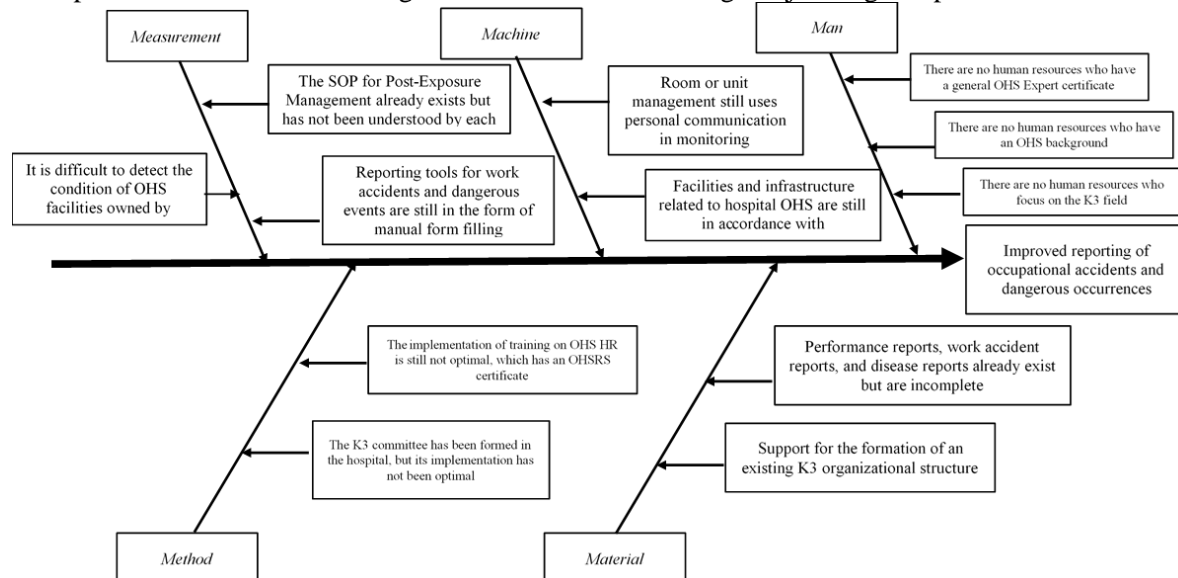 Measurement
Machine
Man
The SOP for Post-Exposure
Management already exists but
has not been understood by each
Room or unit
management still uses
personal communication
in monitoring
There are no human resources who have
a general OHS Expert certificate
There are no human resources who have
an OHS background
It is difficult to detect the
condition of OHS
facilities owned by
Reporting tools for work
accidents and dangerous
events are still in the form of
manual form filling
Facilities and infrastructure
related to hospital OHS are still
in accordance with
There are no human resources who
focus on the K3 field
Improved reporting of
occupational accidents and
dangerous occurrences
The implementation of training on OHS HR
is still not optimal, which has an OHSRS
certificate
Performance reports, work accident
reports, and disease reports already exist
but are incomplete
The K3 committee has been formed in
the hospital, but its implementation has
not been optimal
Support for the formation of an
existing K3 organizational structure
Method
Material